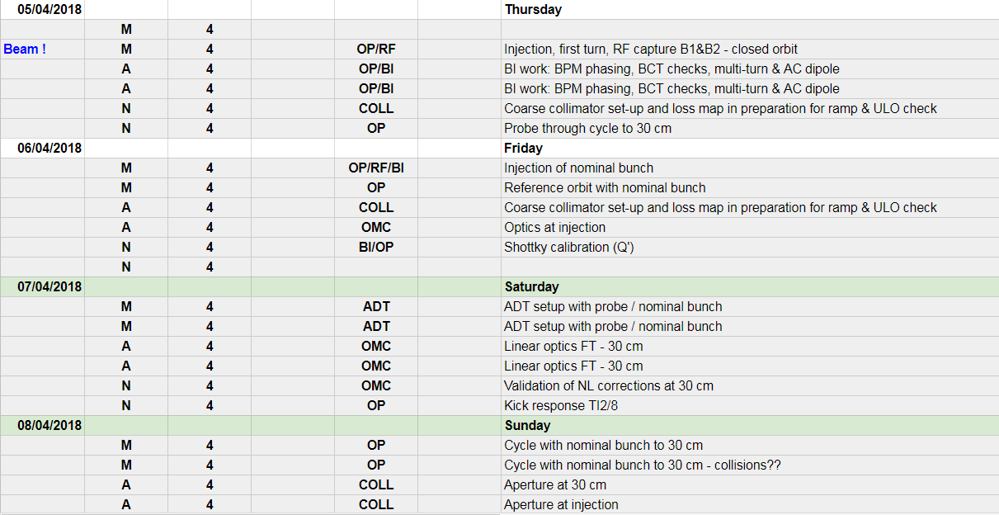 05/04/2018 Thursday
M 4
Beam ! M 4 OP/RF Injection, first turn, RF capture B1&B2 - closed orbit
A 4 OP/BI BI work: BPM phasing, BCT checks, multi-turn & AC dipole
A 4 OP/BI BI work: BPM phasing, BCT checks, multi-turn & AC dipole
N 4 COLL Coarse collimator set-up and loss map in preparation for ramp & ULO check
N 4 OP Probe through cycle to 30 cm
06/04/2018 Friday
M 4 OP/RF/BI Injection of nominal bunch
M 4 OP Reference orbit with nominal bunch
A 4 COLL Coarse collimator set-up and loss map in preparation for ramp & ULO check
A 4 OMC Optics at injection
N 4 BI/OP Shottky calibration (Q')
N 4
07/04/2018 Saturday
M 4 ADT ADT setup with probe / nominal bunch
M 4 ADT ADT setup with probe / nominal bunch
A 4 OMC Linear optics FT - 30 cm
A 4 OMC Linear optics FT - 30 cm
N 4 OMC Validation of NL corrections at 30 cm
N 4 OP Kick response TI2/8
08/04/2018 Sunday
M 4 OP Cycle with nominal bunch to 30 cm
M 4 OP Cycle with nominal bunch to 30 cm - collisions??
A 4 COLL Aperture at 30 cm
A 4 COLL Aperture at injection